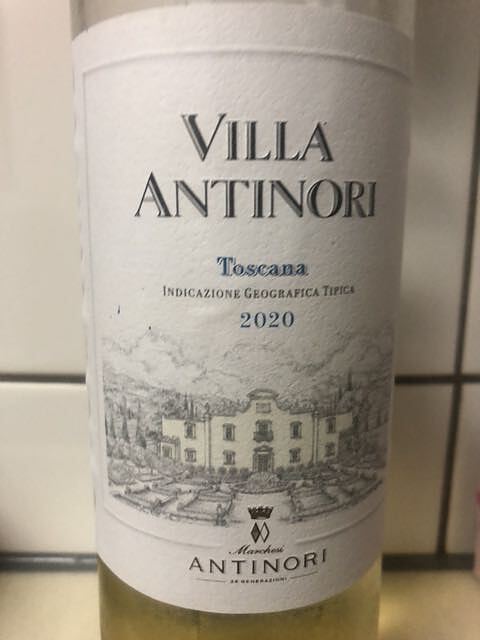 VILLA
ANTINORI
Toscana
INDICAZIONE GEOGRAFICA TIPICA
2020
Marchesi
ANTINORI
26 GENERAZIONI